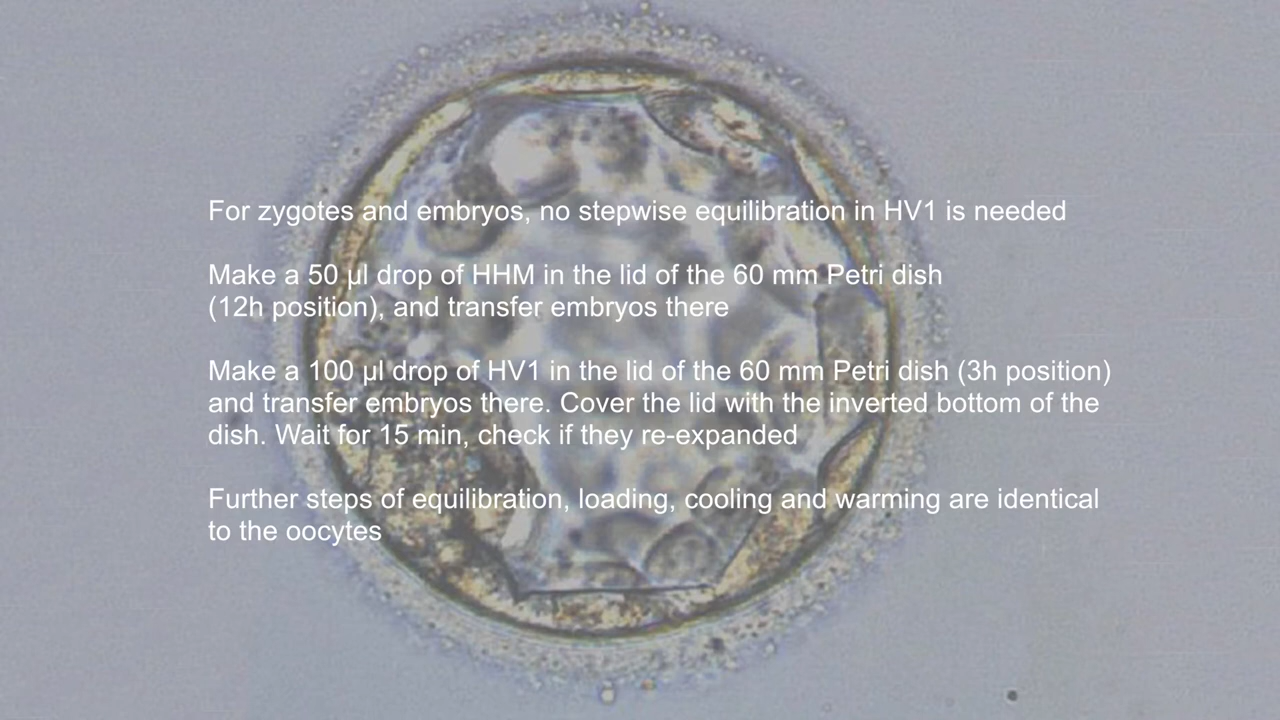 For zygotes and embryos, no stepwise equilibration in HV1 is needed
Make a 50 µl drop of HHM in the lid of the 60 mm Petri dish
(12h position), and transfer embryos there
Make a 100 µl drop of HV1 in the lid of the 60 mm Petri dish (3h position)
and transfer embryos there. Cover the lid with the inverted bottom of the
dish. Wait for 15 min, check if they re-expanded
Further steps of equilibration, loading, cooling and warming are identical
to the oocytes